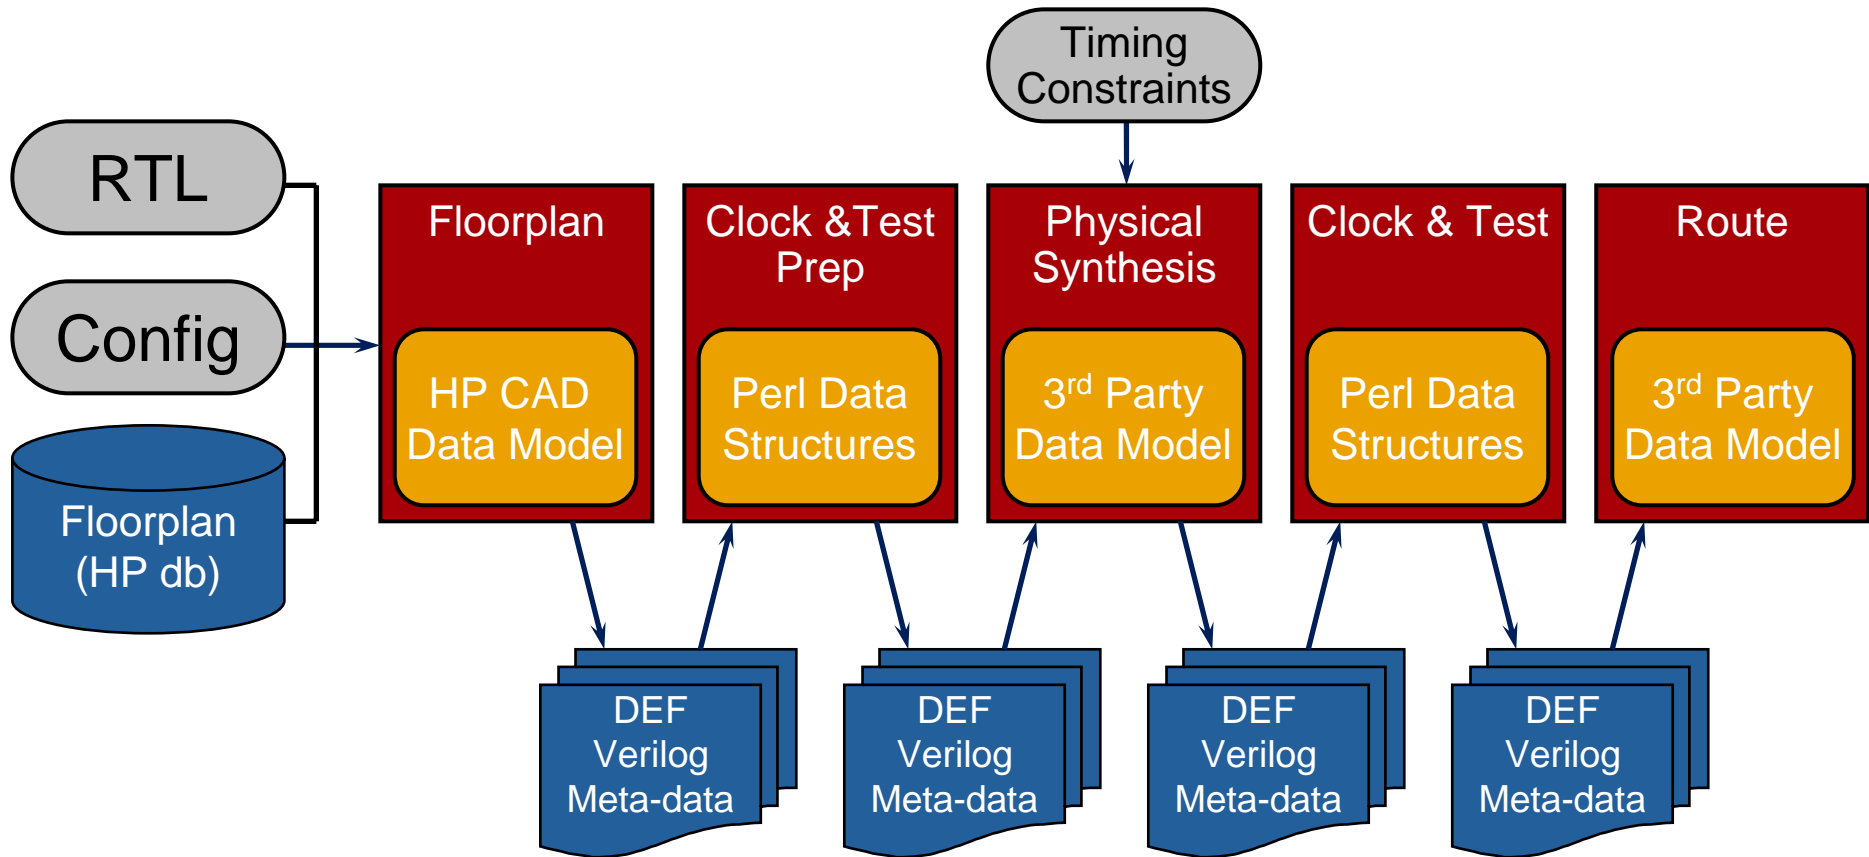 Timing
Constraints
RTL
Config
Floorplan
(HP db)
Floorplan
HP CAD
Data Model
Clock &Test
Prep
Perl Data
Structures
Physical
Synthesis
3rd Party
Data Model
Clock & Test
Perl Data
Structures
Route
3rd Party
Data Model
DEF
Verilog
Meta-data
DEF
Verilog
Meta-data
DEF
Verilog
Meta-data
DEF
Verilog
Meta-data